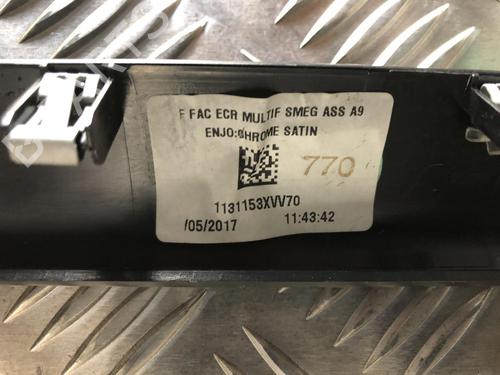 F FAC ECR MULTIF SMEG ASS A9
ENJO:CHROME SATIN
770
1131153XVV70
/05/2017 11:43:42